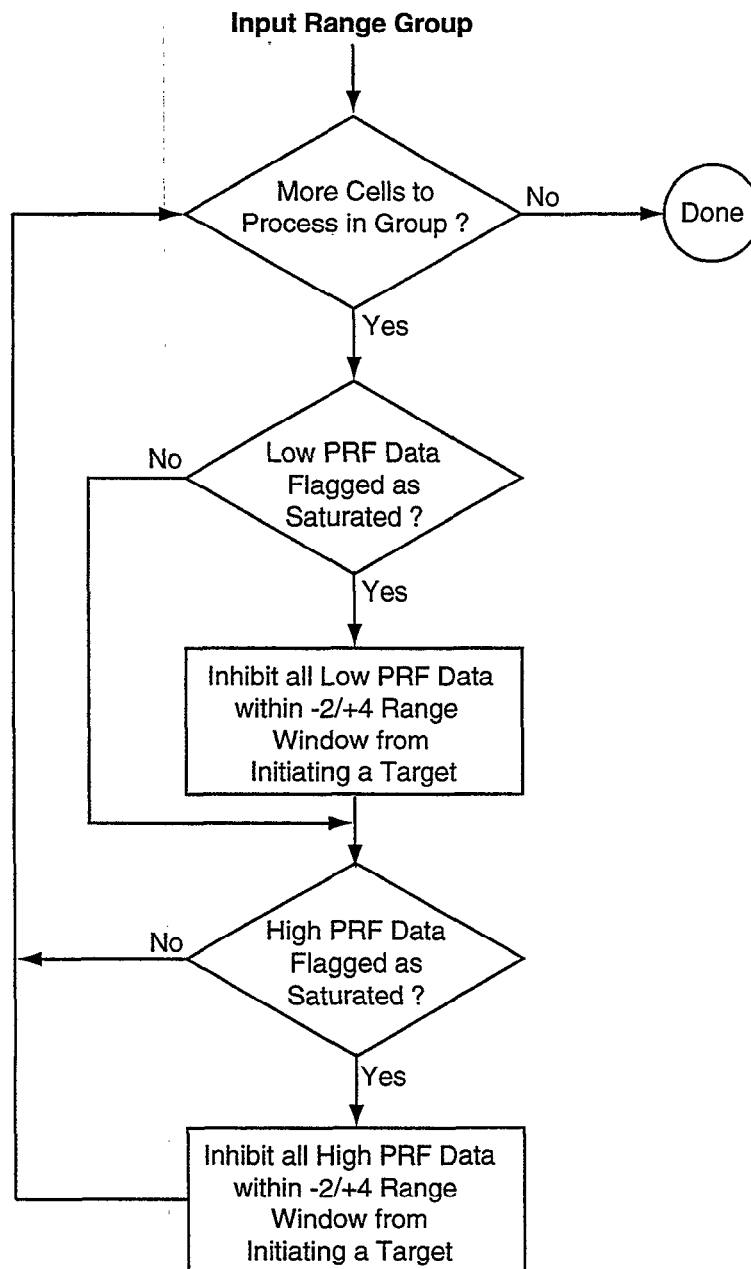 Input Range Group
More Cells to
Process in Group ?
No
Done
Yes
Low PRF Data
Flagged as
Saturated ?
No
Yes
Inhibit all Low PRF Data
within -2/+4 Range
Window from
Initiating a Target
High PRF Data
Flagged as
Saturated ?
No
Yes
Inhibit all High PRF Data
within -2/+4 Range
Window from
Initiating a Target